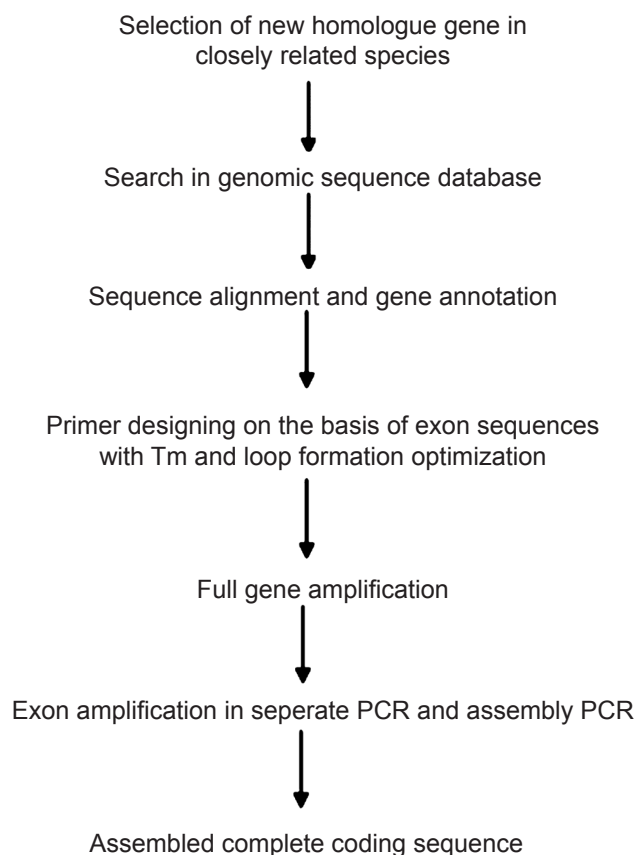 Selection of new homologue gene in
closely related species
Search in genomic sequence database
Sequence alignment and gene annotation
Primer designing on the basis of exon sequences
with Tm and loop formation optimization
Full gene amplification
Exon amplification in seperate PCR and assembly PCR
Assembled complete coding sequence